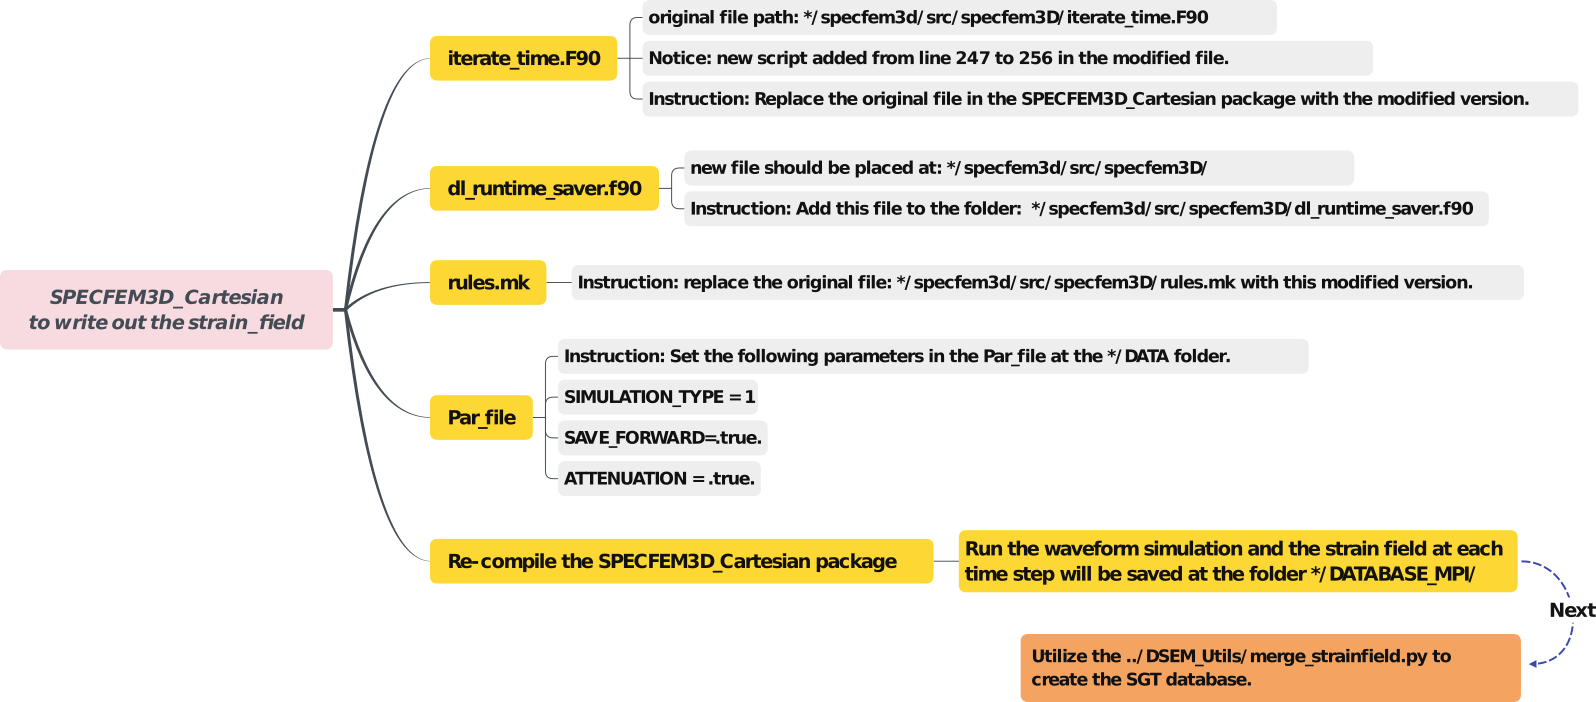 SPECFEM3D_Cartesian
to write out the strain_field
iterate_time.F90
original file path: */specfem3d/src/specfem3D/iterate_time.F90
Notice: new script added from line 247 to 256 in the modified file.
Instruction: Replace the original file in the SPECFEM3D_Cartesian package with the modified version.
dl_runtime_saver.f90
new file should be placed at: */specfem3d/src/specfem3D/
Instruction: Add this file to the folder:  */specfem3d/src/specfem3D/dl_runtime_saver.f90
rules.mk
Instruction: replace the original file: */specfem3d/src/specfem3D/rules.mk with this modified version.
Par_file
Instruction: Set the following parameters in the Par_file at the */DATA folder.
SIMULATION_TYPE = 1
SAVE_FORWARD=.true.
ATTENUATION = .true.
Re-compile the SPECFEM3D_Cartesian package
Run the waveform simulation and the strain field at each
time step will be saved at the folder */DATABASE_MPI/
Next
Utilize the ../DSEM_Utils/merge_strainfield.py to
create the SGT database.